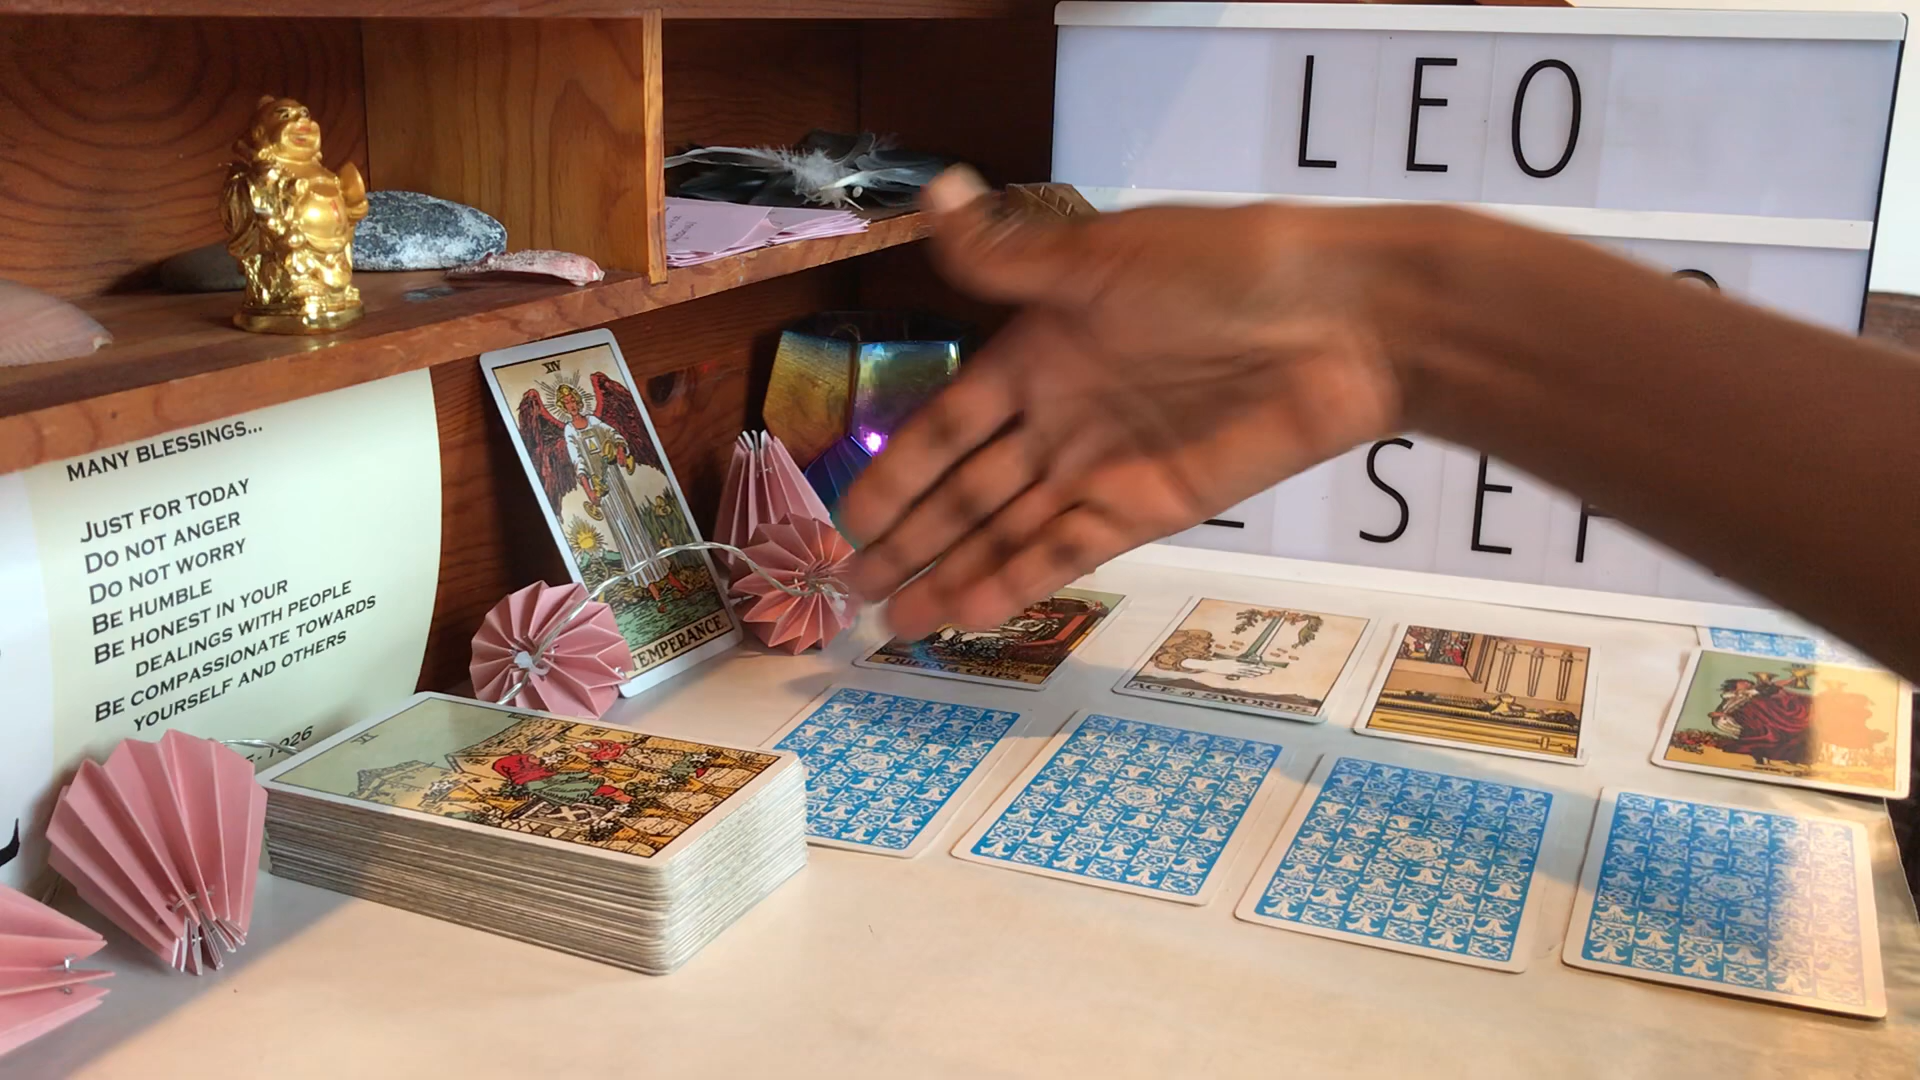 LEO
SEP
MANY BLESSINGS...
JUST FOR TODAY
DO NOT ANGER
DO NOT WORRY
BE HUMBLE
BE HONEST IN YOUR
DEALINGS WITH PEOPLE
BE COMPASSIONATE TOWARDS
YOURSELF AND OTHERS
XIV
TEMPERANCE.
QUEEN of CUPS.
ACE of SWORDS.